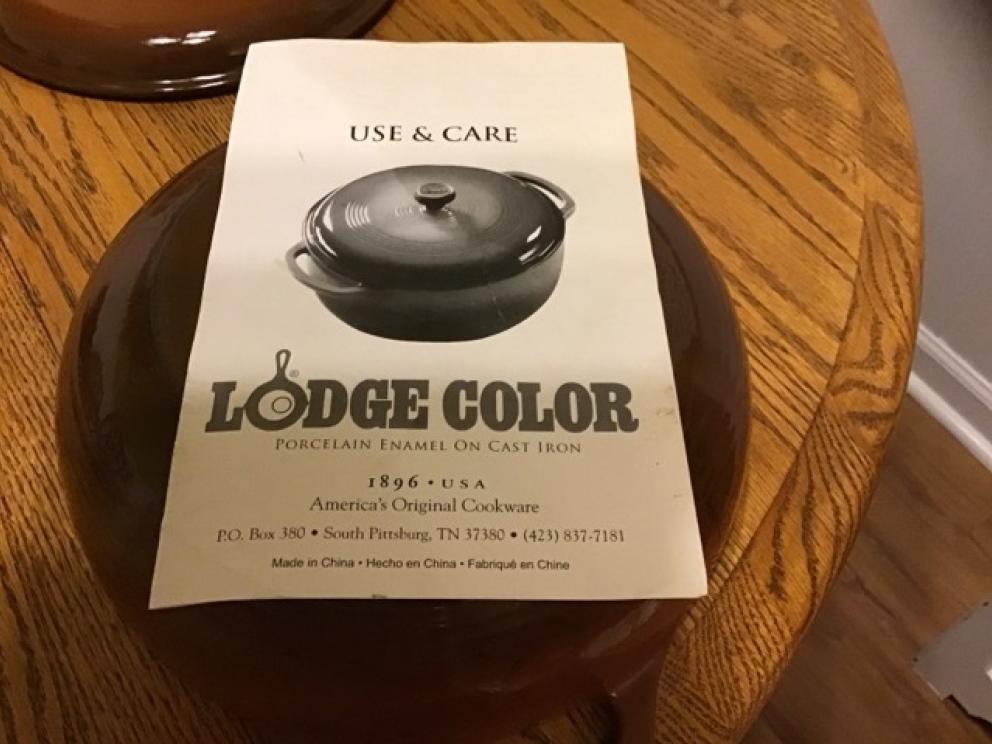 USE & CARE
LODGE COLOR
®
PORCELAIN ENAMEL ON CAST IRON
1896 • USA
America's Original Cookware
P.O. Box 380 • South Pittsburg, TN 37380 • (423) 837-7181
Made in China • Hecho en China • Fabriqué en Chine